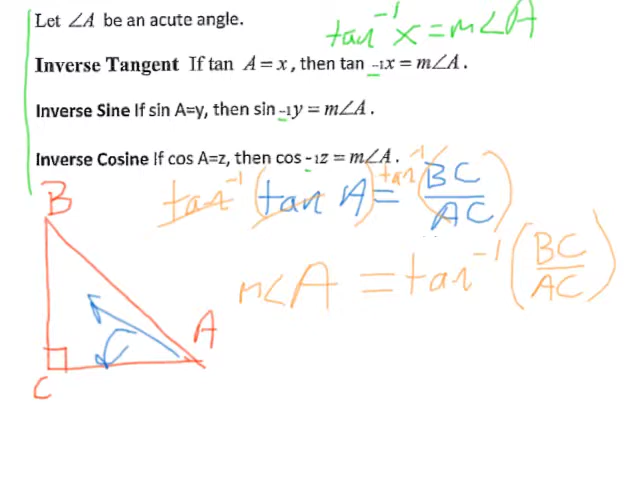 Let ∠A be an acute angle.
tan⁻¹ x = m∠A
Inverse Tangent If tan A = x, then tan -1x = m∠A.
Inverse Sine If sin A=y, then sin -1y = m∠A.
Inverse Cosine If cos A=z, then cos -1z = m∠A.
tan⁻¹(tan A) = tan⁻¹(BC/AC)
B
m∠A = tan⁻¹(BC/AC)
A
C